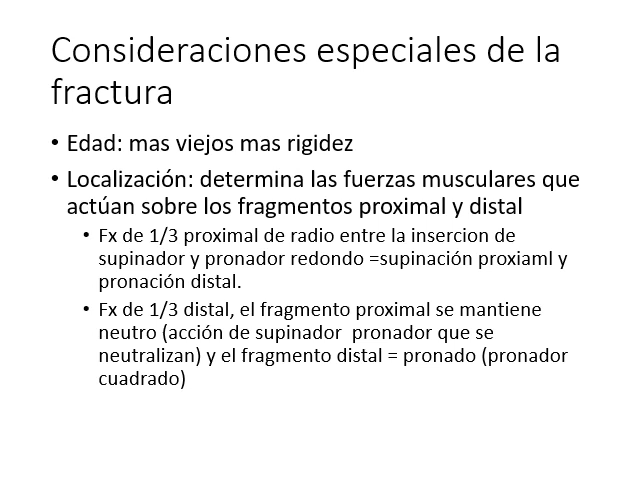 Consideraciones especiales de la
fractura
• Edad: mas viejos mas rigidez
• Localización: determina las fuerzas musculares que
actúan sobre los fragmentos proximal y distal
• Fx de 1/3 proximal de radio entre la insercion de
supinador y pronador redondo =supinación proxiaml y
pronación distal.
• Fx de 1/3 distal, el fragmento proximal se mantiene
neutro (acción de supinador  pronador que se
neutralizan) y el fragmento distal = pronado (pronador
cuadrado)